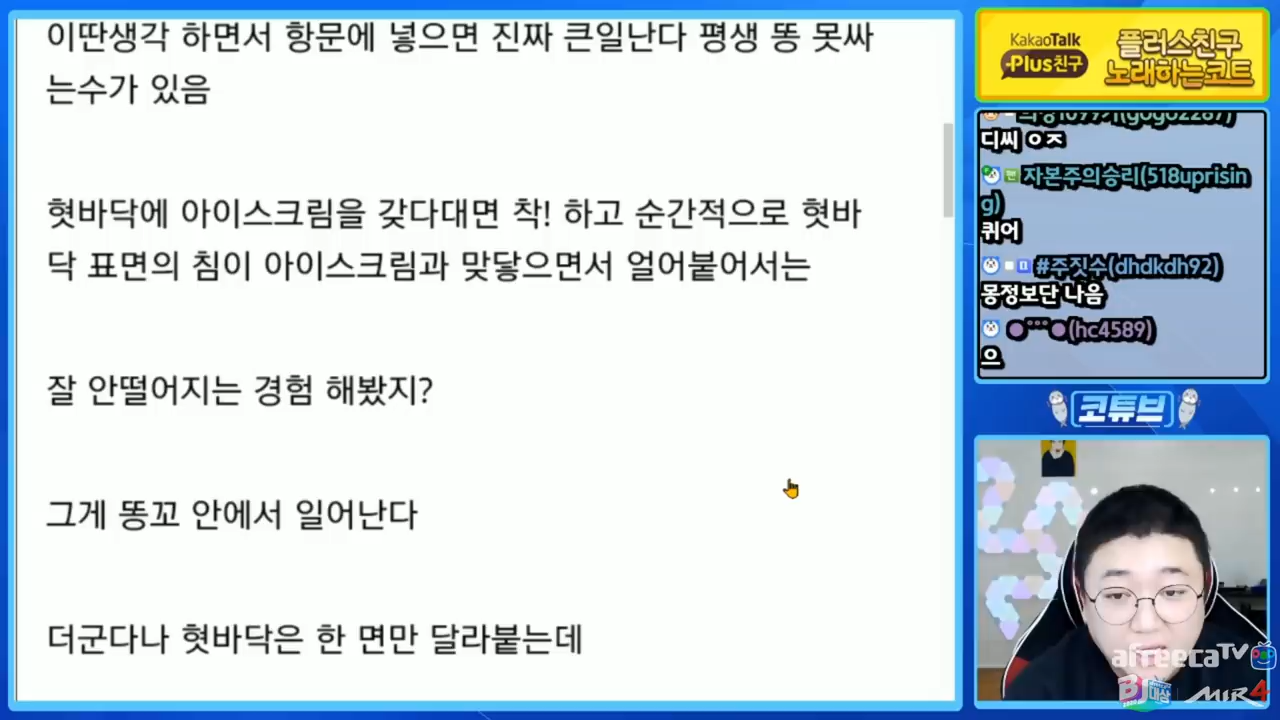 이딴생각 하면서 항문에 넣으면 진짜 큰일난다 평생 똥 못싸
는수가 있음
혓바닥에 아이스크림을 갖다대면 착! 하고 순간적으로 혓바
닥 표면의 침이 아이스크림과 맞닿으면서 얼어붙어서는
잘 안떨어지는 경험 해봤지?
그게 똥꼬 안에서 일어난다
더군다나 혓바닥은 한 면만 달라붙는데
KakaoTalk
Plus친구
플러스친구
노래하는코트
디씨 ㅇㅈ
자본주의승리(518uprisin
g)
퀴어
#주짓수(dhdkdh92)
몽정보단 나음
●¨¨●(hc4589)
으
코튜브
afreecaTV
BJ대상 MIR4